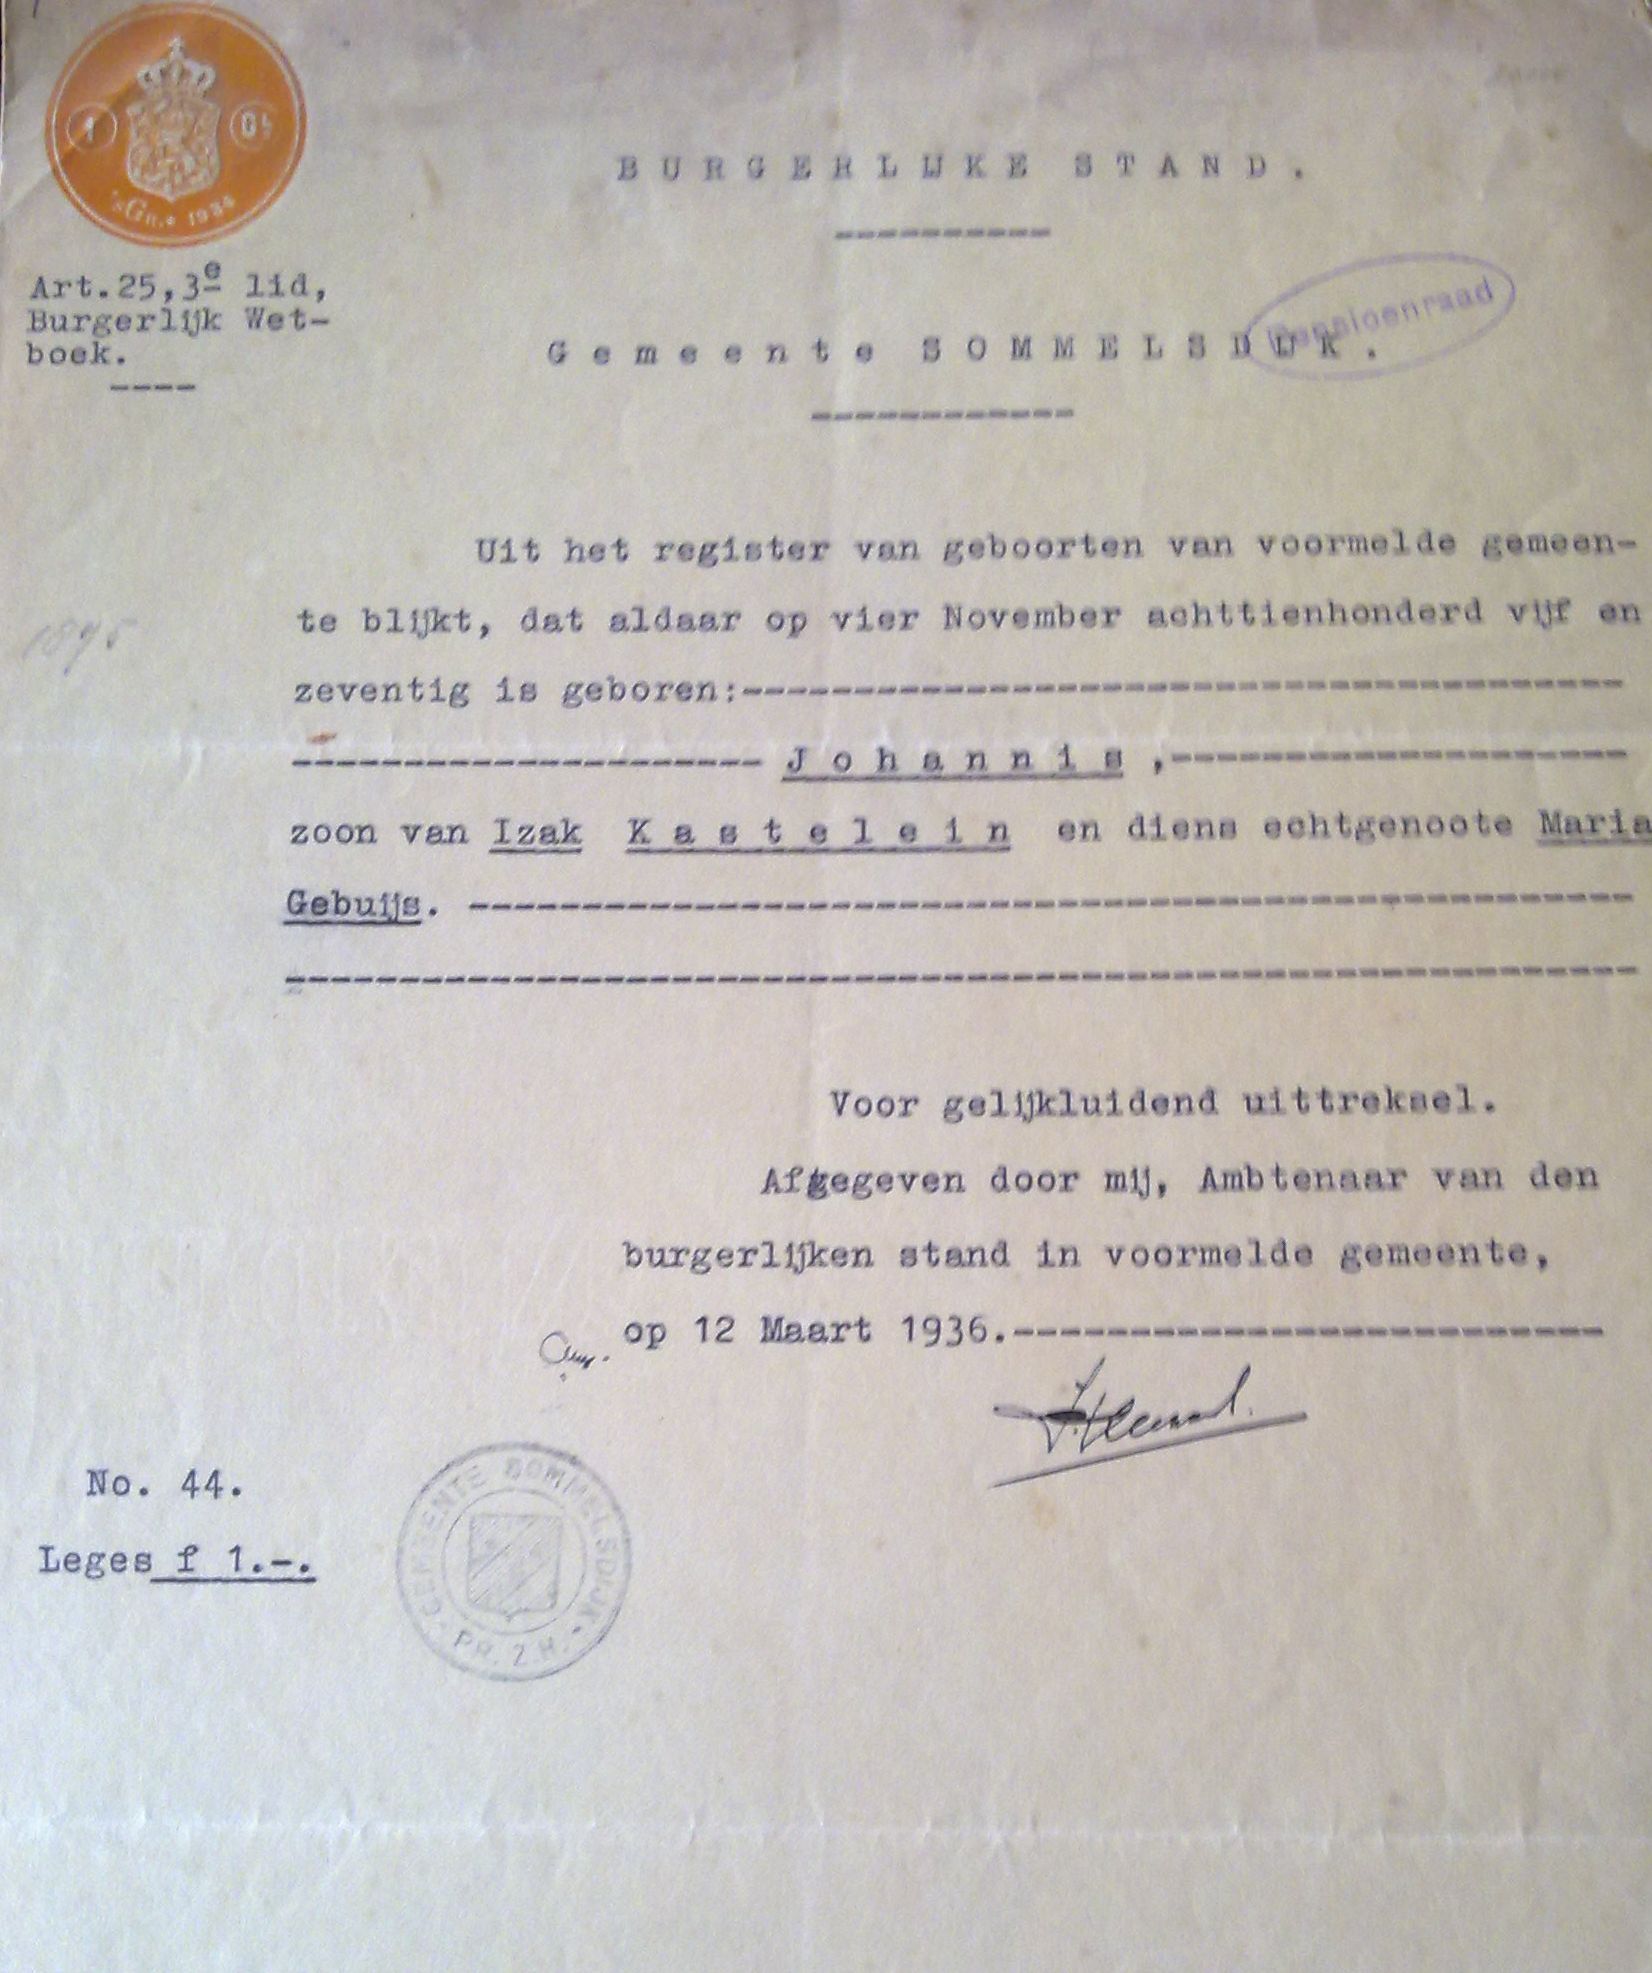 1 G↳
'sGr. * 1934
BURGERLIJKE STAND.
Art.25,3e lid,
Burgerlijk Wet-
boek.
Pensioenraad
Gemeente SOMMELSDIJK.
Uit het register van geboorten van voormelde gemeen-
te blijkt, dat aldaar op vier November achttienhonderd vijf en
1875
zeventig is geboren:
Johannis,
zoon van Izak Kastelein en diens echtgenoote Maria
Gebuijs.
Voor gelijkluidend uittreksel.
Afgegeven door mij, Ambtenaar van den
burgerlijken stand in voormelde gemeente,
op 12 Maart 1936.
No. 44.
Leges f 1.-.
GEMEENTE SOMMELSDIJK
PR. Z.H.